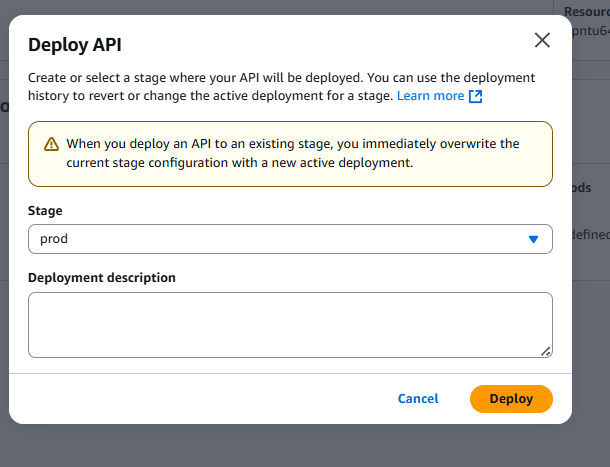 Resourc
Deploy API
pntu64
Create or select a stage where your API will be deployed. You can use the deployment
history to revert or change the active deployment for a stage. Learn more
When you deploy an API to an existing stage, you immediately overwrite the
current stage configuration with a new active deployment.
ods
Stage
prod
defined
Deployment description
Cancel
Deploy